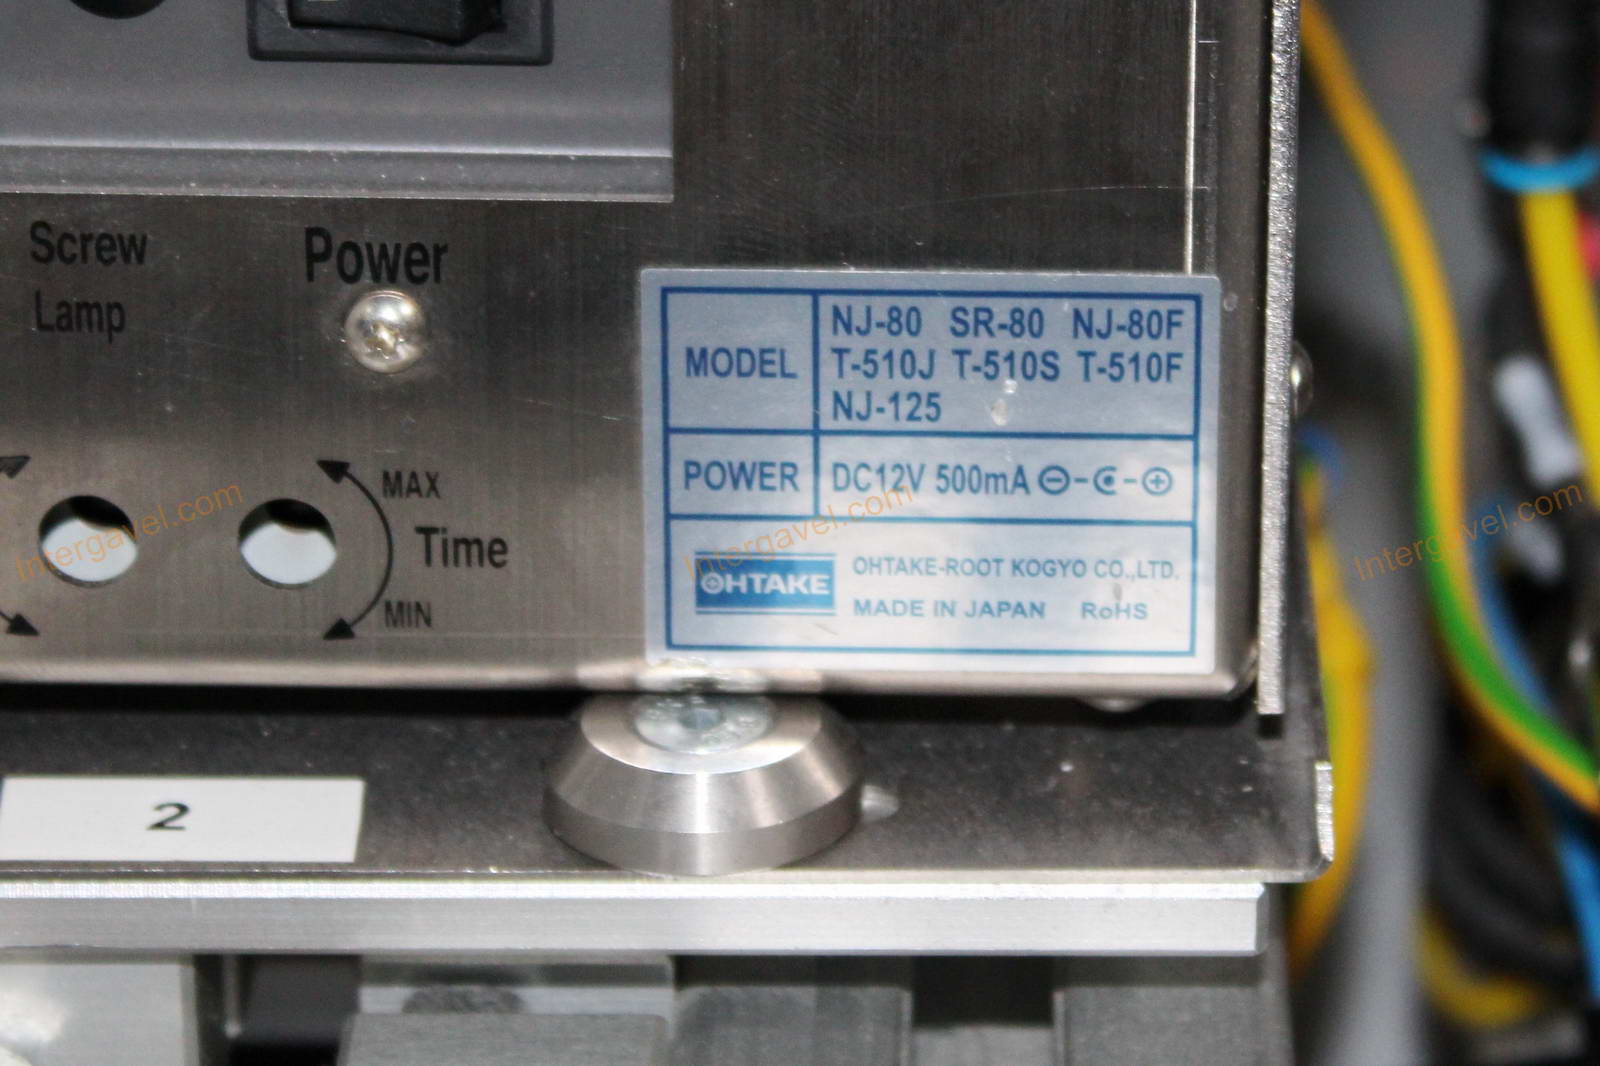 Screw
Lamp
Power
MAX
Time
MIN
MODEL
NJ-80 SR-80 NJ-80F
T-510J T-510S T-510F
NJ-125
POWER
DC12V 500mA
OHTAKE
OHTAKE-ROOT KOGYO CO.,LTD.
MADE IN JAPAN RoHS
2
Intergavel.com
Intergavel.com
Intergavel.com